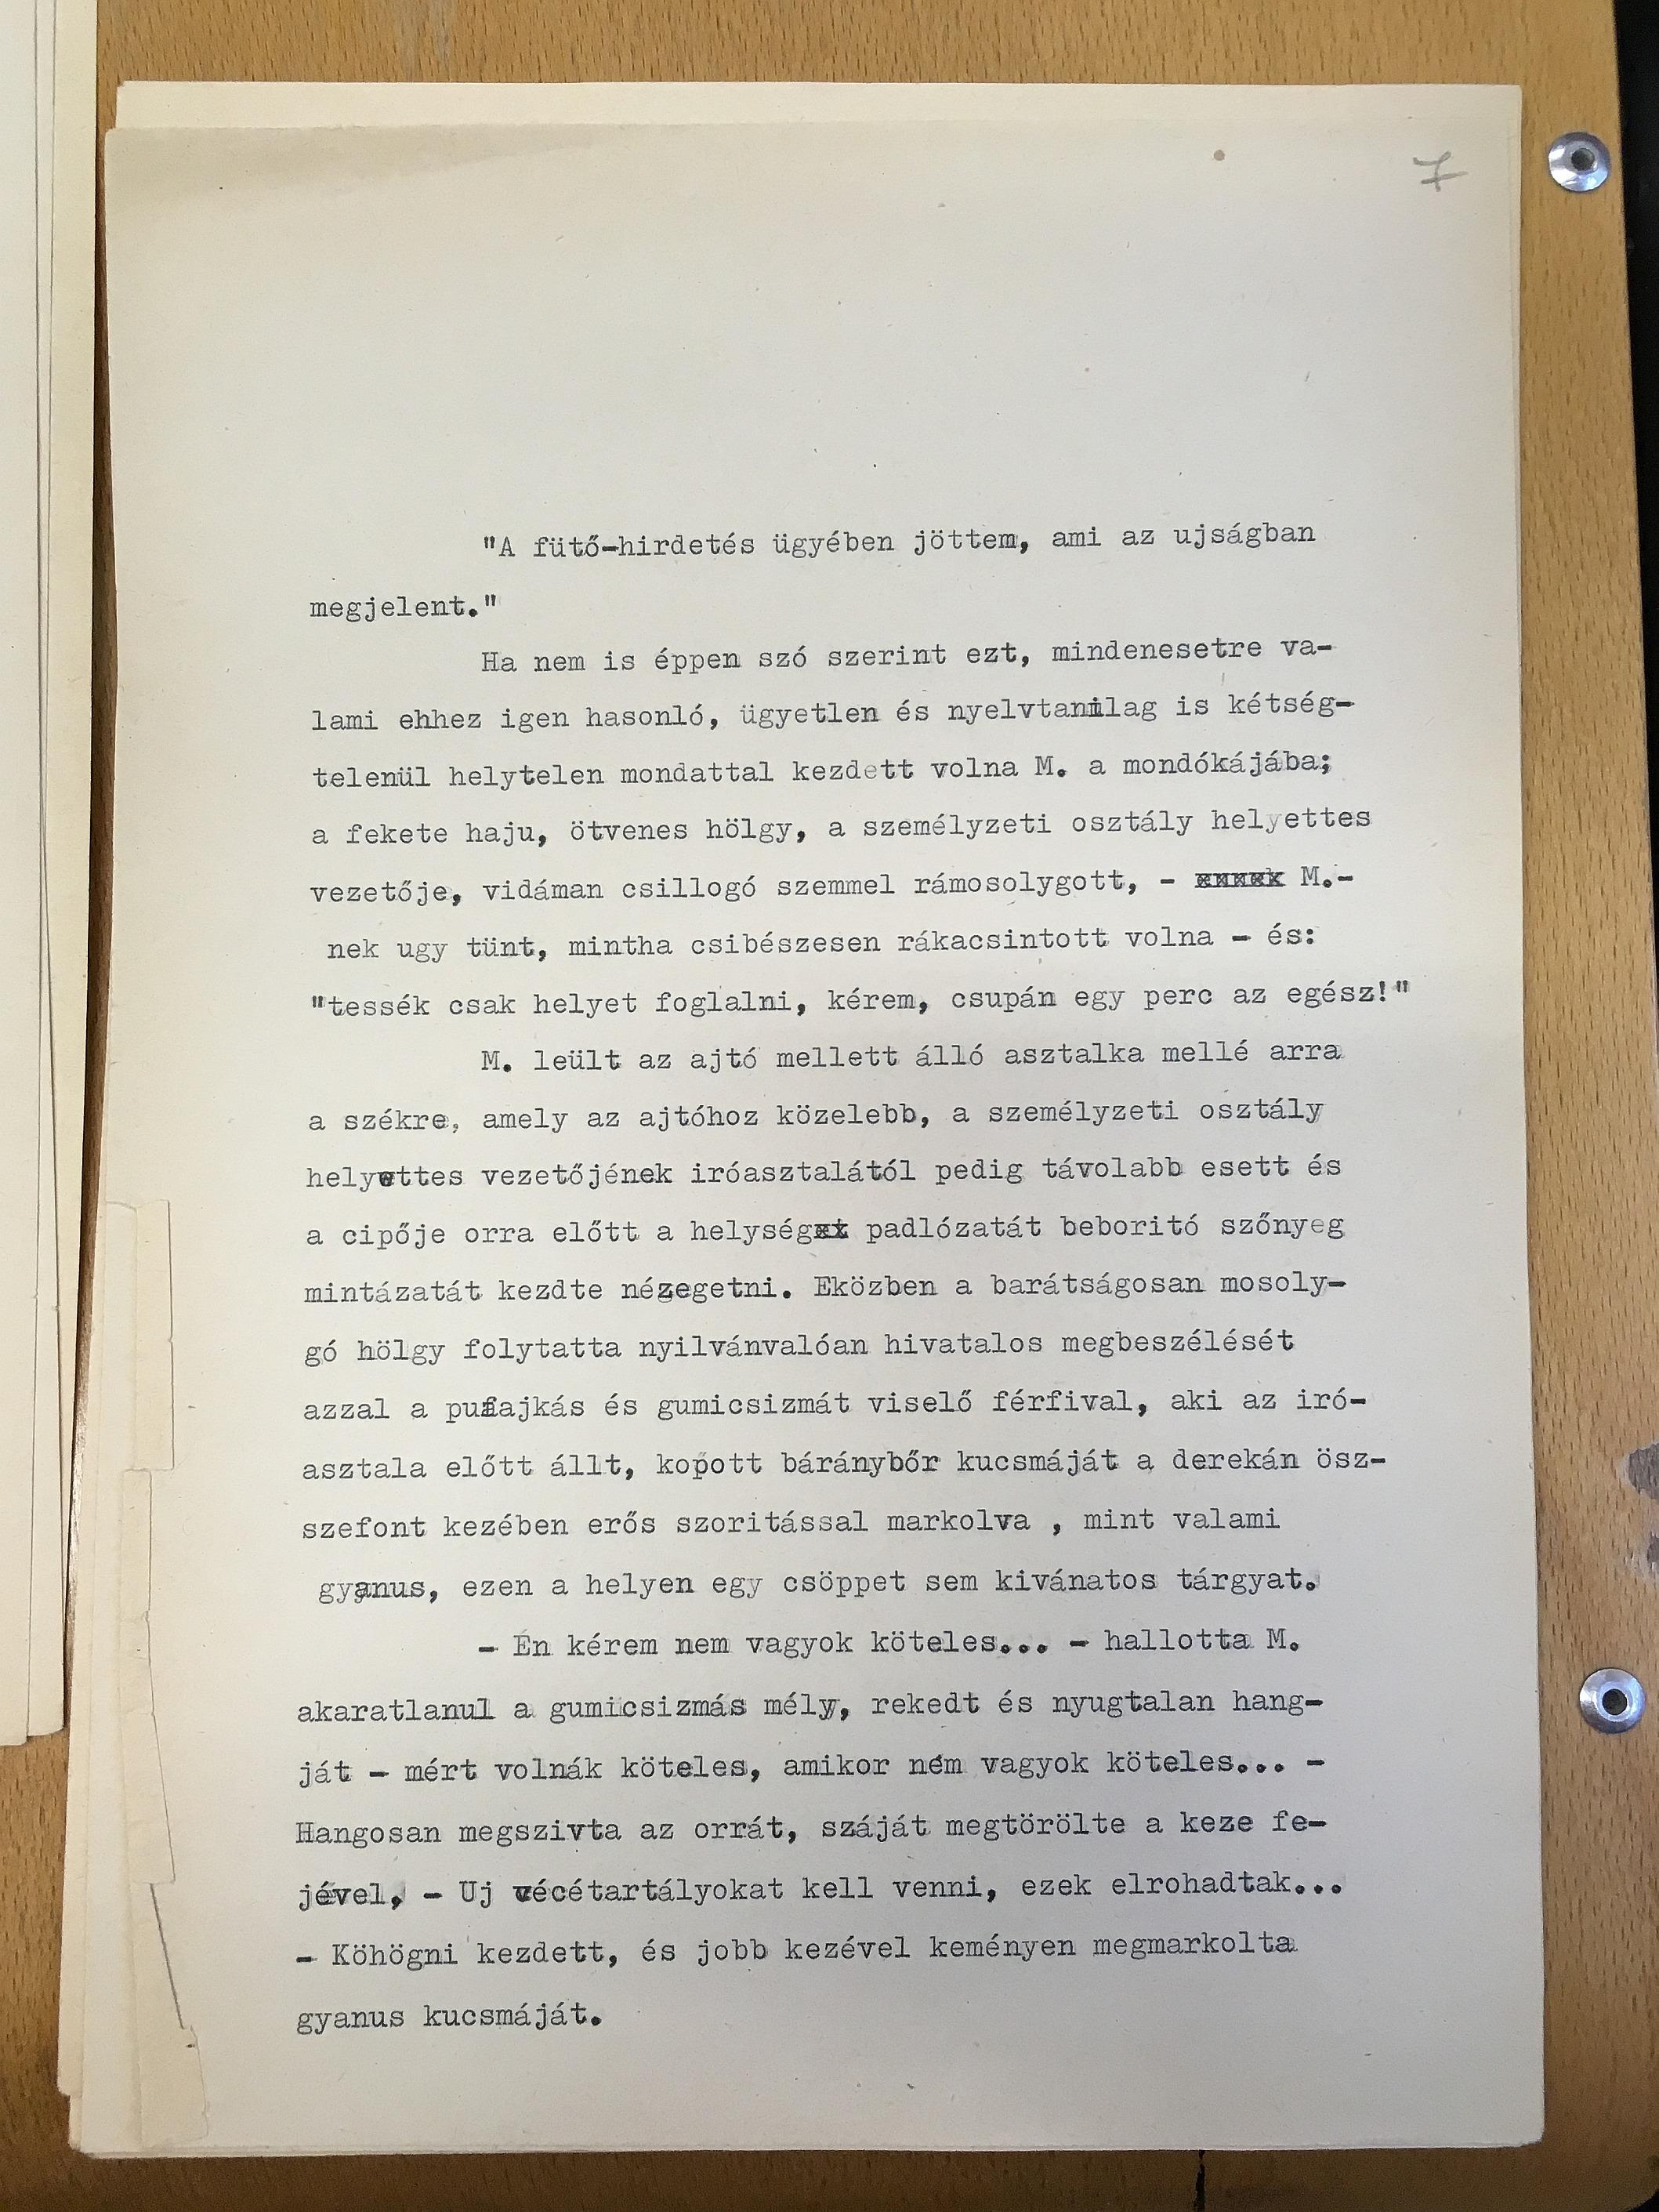 7
"A fütő-hirdetés ügyében jöttem, ami az ujságban
megjelent."
Ha nem is éppen szó szerint ezt, mindenesetre va-
lami ehhez igen hasonló, ügyetlen és nyelvtanilag is kétség-
telenül helytelen mondattal kezdett volna M. a mondókájába;
a fekete haju, ötvenes hölgy, a személyzeti osztály helyettes
vezetője, vidáman csillogó szemmel rámosolygott, - M.-
nek ugy tünt, mintha csibészesen rákacsintott volna - és:
"tessék csak helyet foglalni, kérem, csupán egy perc az egész!"
M. leült az ajtó mellett álló asztalka mellé arra
a székre, amely az ajtóhoz közelebb, a személyzeti osztály
helyettes vezetőjének iróasztalától pedig távolabb esett és
a cipője orra előtt a helység padlózatát beboritó szőnyeg
mintázatát kezdte nézegetni. Eközben a barátságosan mosoly-
gó hölgy folytatta nyilvánvalóan hivatalos megbeszélését
azzal a pufajkás és gumicsizmát viselő férfival, aki az iró-
asztala előtt állt, kopott báránybőr kucsmáját a derekán ösz-
szefont kezében erős szoritással markolva , mint valami
gyanus, ezen a helyen egy csöppet sem kivánatos tárgyat.
- Én kérem nem vagyok köteles... - hallotta M.
akaratlanul a gumicsizmás mély, rekedt és nyugtalan hang-
ját - mért volnák köteles, amikor nem vagyok köteles... -
Hangosan megszivta az orrát, száját megtörölte a keze fe-
jével, - Uj vécétartályokat kell venni, ezek elrohadtak...
- Köhögni kezdett, és jobb kezével keményen megmarkolta
gyanus kucsmáját.